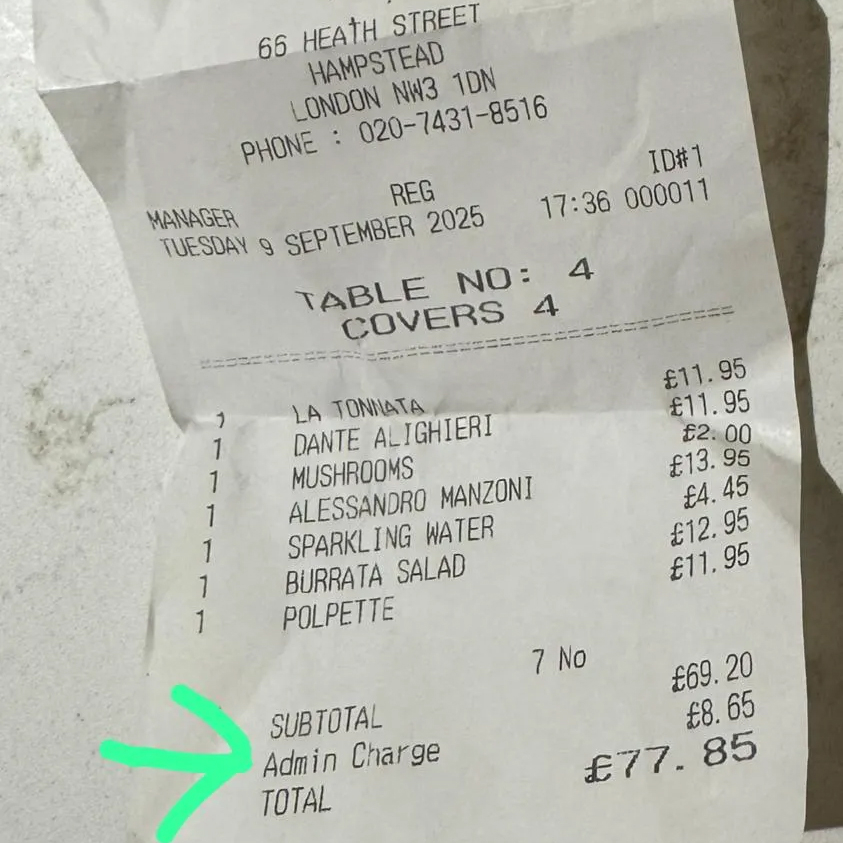 66 HEATH STREET
HAMPSTEAD
LONDON NW3 1DN
PHONE : 020-7431-8516
REG ID#1
MANAGER
TUESDAY 9 SEPTEMBER 2025 17:36 000011
TABLE NO: 4
COVERS 4
1 LA TONNATA £11.95
1 DANTE ALIGHIERI £11.95
1 MUSHROOMS £2.00
1 ALESSANDRO MANZONI £13.95
1 SPARKLING WATER £4.45
1 BURRATA SALAD £12.95
1 POLPETTE £11.95
7 No
SUBTOTAL £69.20
Admin Charge £8.65
TOTAL £77.85